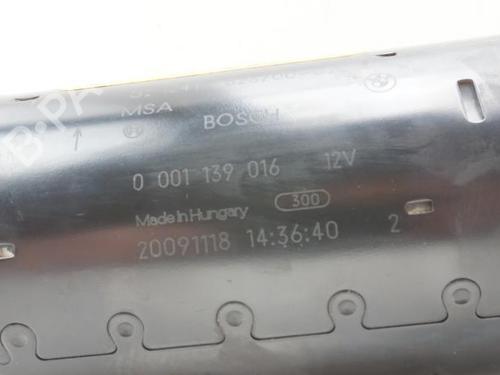 MSA
BOSCH
0 001 139 016 12V
Made in Hungary 300
20091118 14:36:40 2